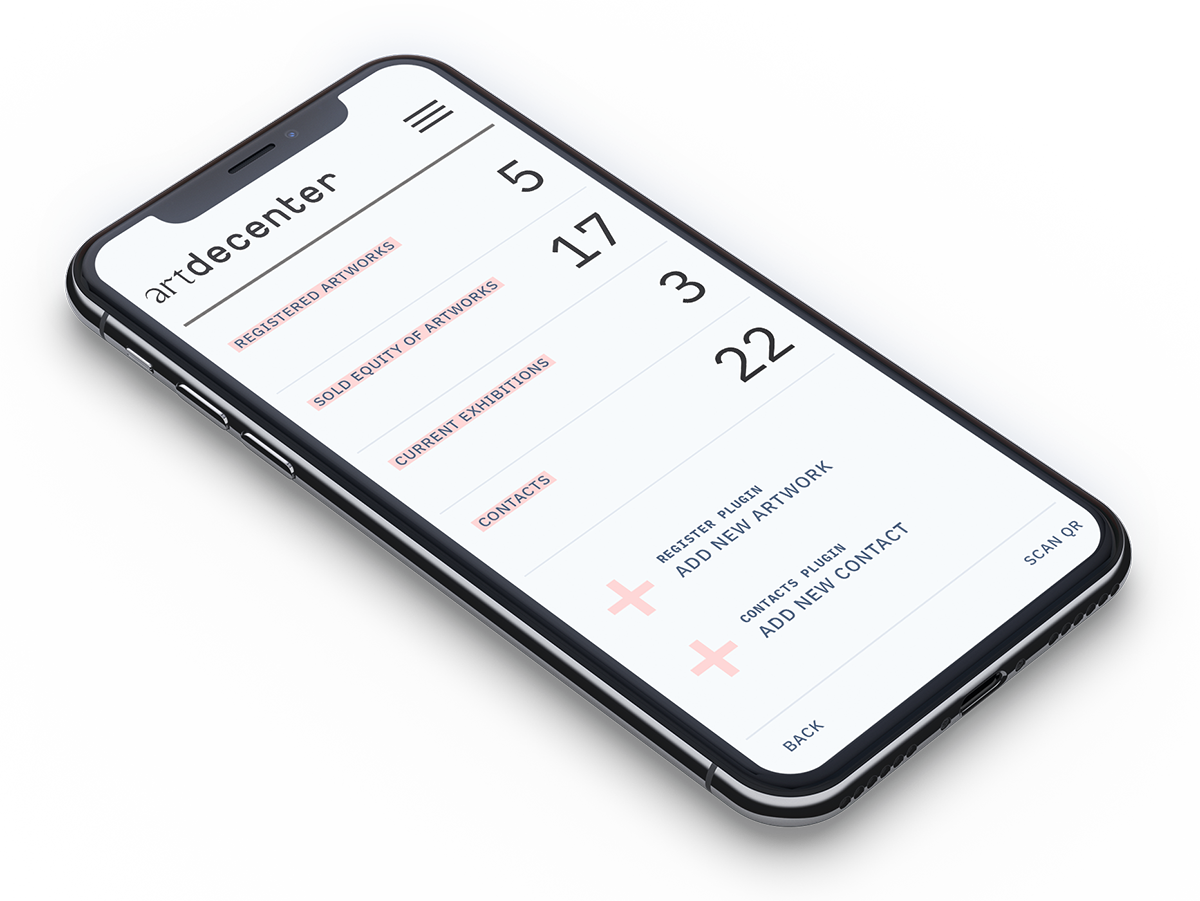 artdecenter
REGISTERED ARTWORKS 5
SOLD EQUITY OF ARTWORKS 17
CURRENT EXHIBITIONS 3
CONTACTS 22
REGISTER PLUGIN
ADD NEW ARTWORK
CONTACTS PLUGIN
ADD NEW CONTACT
BACK SCAN QR